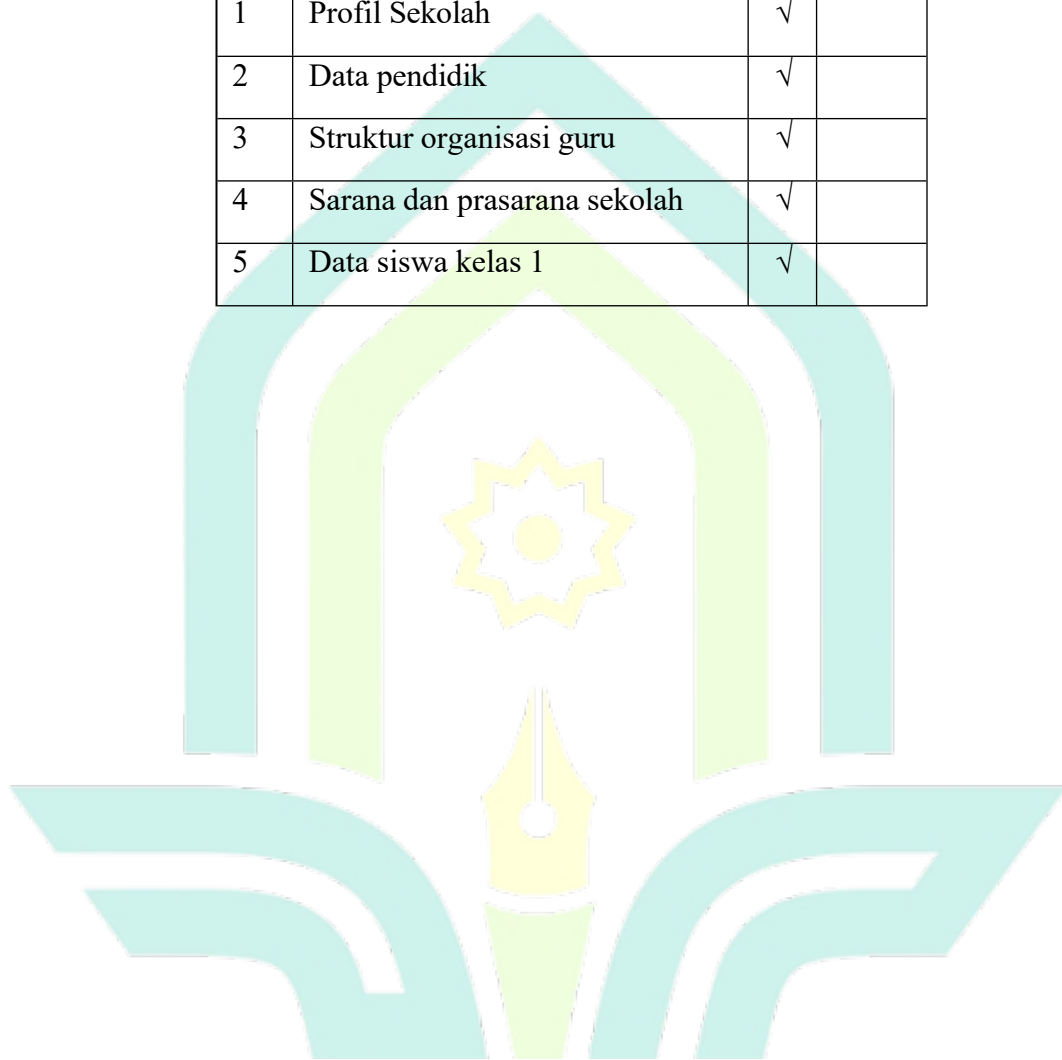 1 Profil Sekolah √
2 Data pendidik √
3 Struktur organisasi guru √
4 Sarana dan prasarana sekolah √
5 Data siswa kelas 1 √